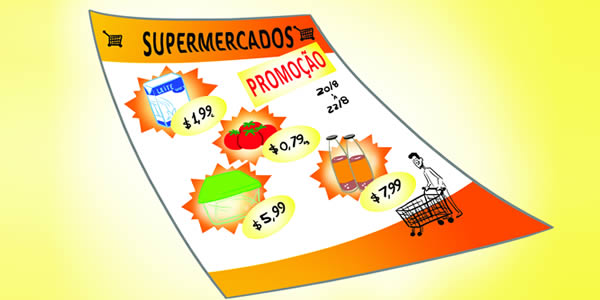 SUPERMERCADOS
PROMOÇÃO
20/8
à
22/8
LEITE
$ 1,99
$ 0,79
$ 5,99
$ 7,99